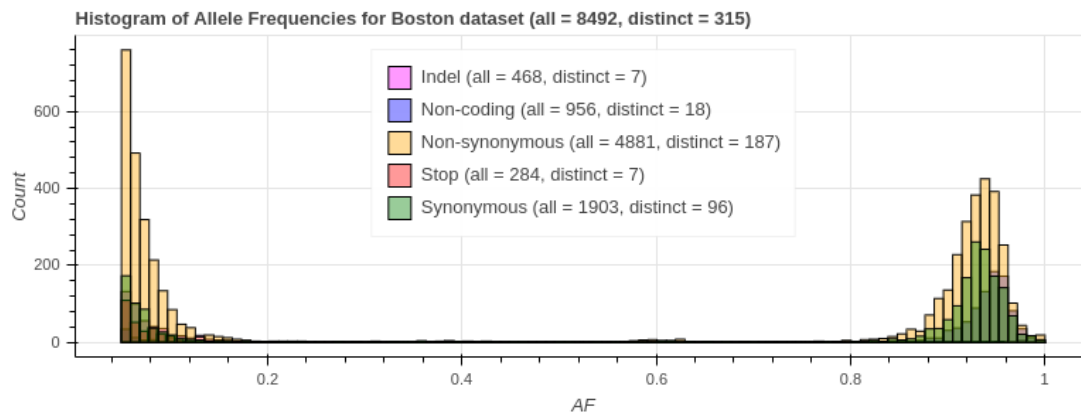 Histogram of Allele Frequencies for Boston dataset (all = 8492, distinct = 315)
Indel (all = 468, distinct = 7)
Non-coding (all = 956, distinct = 18)
Non-synonymous (all = 4881, distinct = 187)
Stop (all = 284, distinct = 7)
Synonymous (all = 1903, distinct = 96)
Count
600
400
200
0
0.2 0.4 0.6 0.8 1
AF